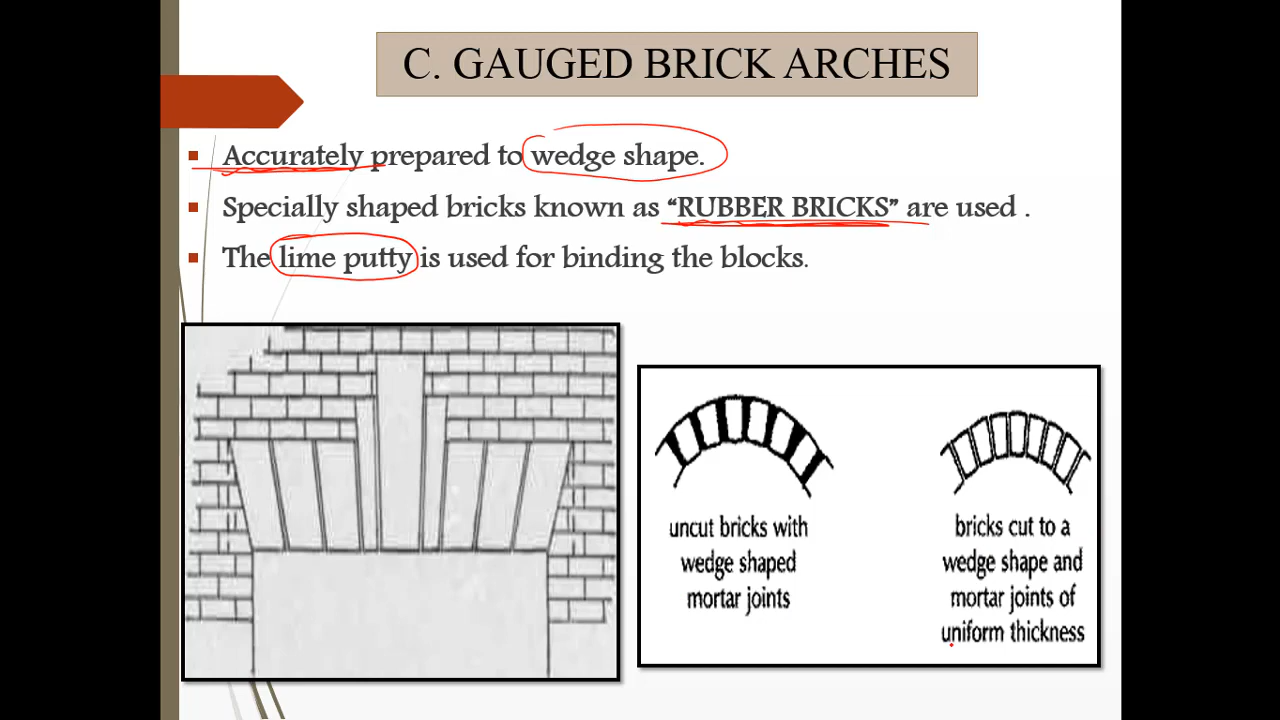 C. GAUGED BRICK ARCHES
▪ Accurately prepared to wedge shape.
▪ Specially shaped bricks known as “RUBBER BRICKS” are used .
▪ The lime putty is used for binding the blocks.
uncut bricks with
wedge shaped
mortar joints
bricks cut to a
wedge shape and
mortar joints of
uniform thickness